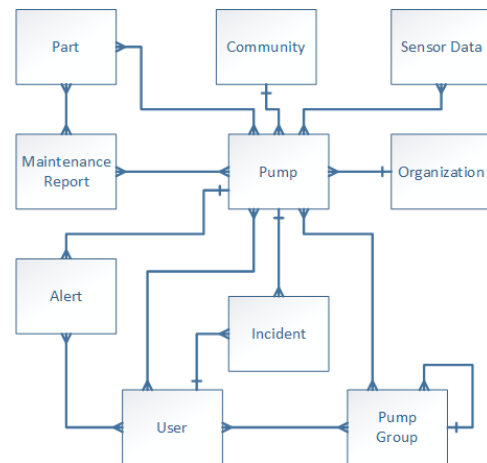 Part
Community
Sensor Data
Maintenance
Report
Pump
Organization
Alert
Incident
User
Pump
Group